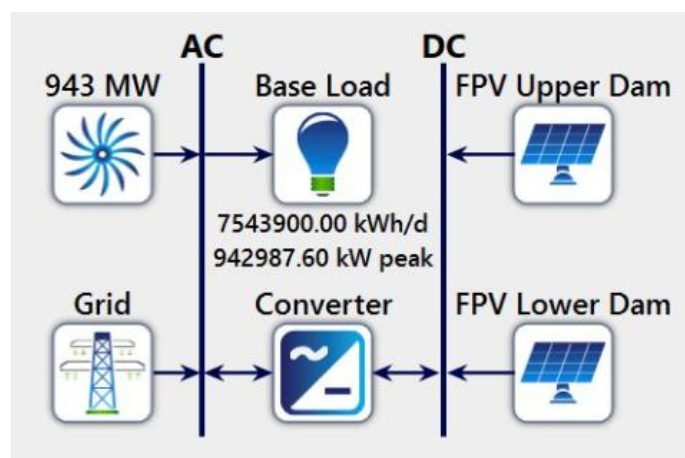 AC
DC
943 MW
Base Load
FPV Upper Dam
7543900.00 kWh/d
942987.60 kW peak
Grid
Converter
FPV Lower Dam